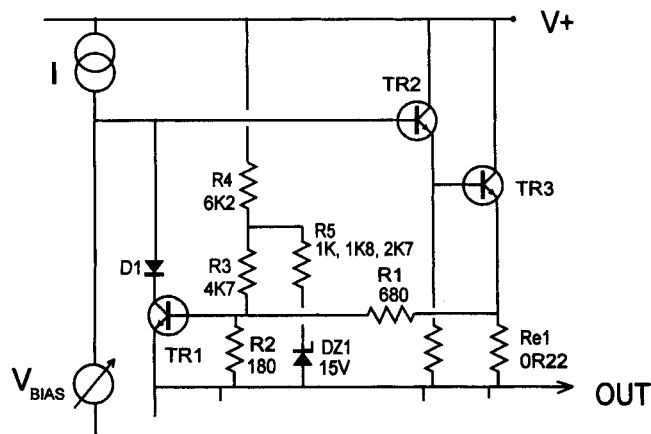 V+
I
TR2
TR3
R4
6K2
R5
1K, 1K8, 2K7
R3
4K7
D1
R1
680
TR1
R2
180
DZ1
15V
Re1
0R22
VBIAS
OUT